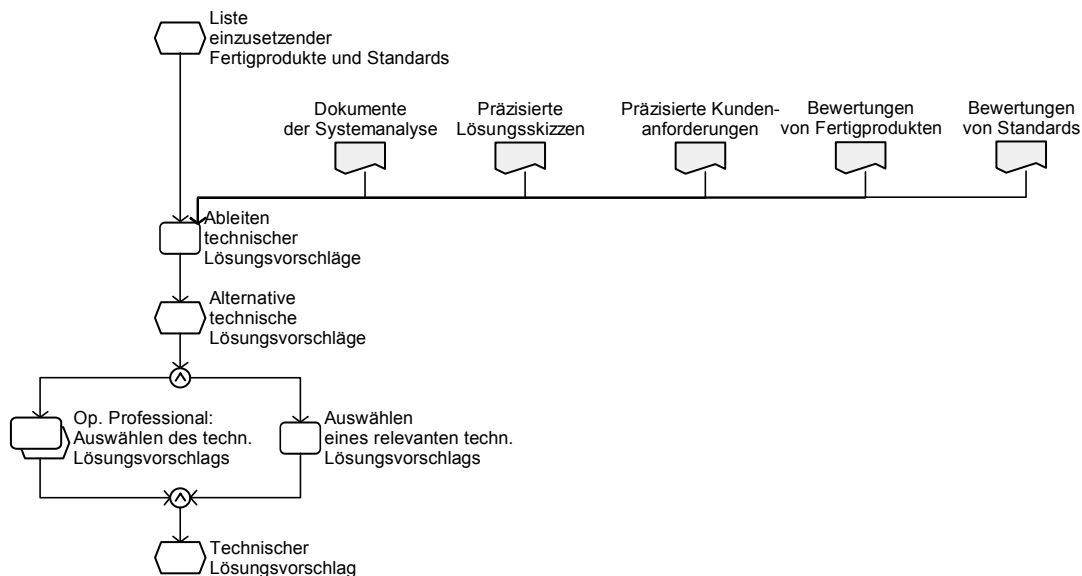 Liste
einzusetzender
Fertigprodukte und Standards
Dokumente
der Systemanalyse
Präzisierte
Lösungsskizzen
Präzisierte Kunden-
anforderungen
Bewertungen
von Fertigprodukten
Bewertungen
von Standards
Ableiten
technischer
Lösungsvorschläge
Alternative
technische
Lösungsvorschläge
Op. Professional:
Auswählen des techn.
Lösungsvorschlags
Auswählen
eines relevanten techn.
Lösungsvorschlags
Technischer
Lösungsvorschlag